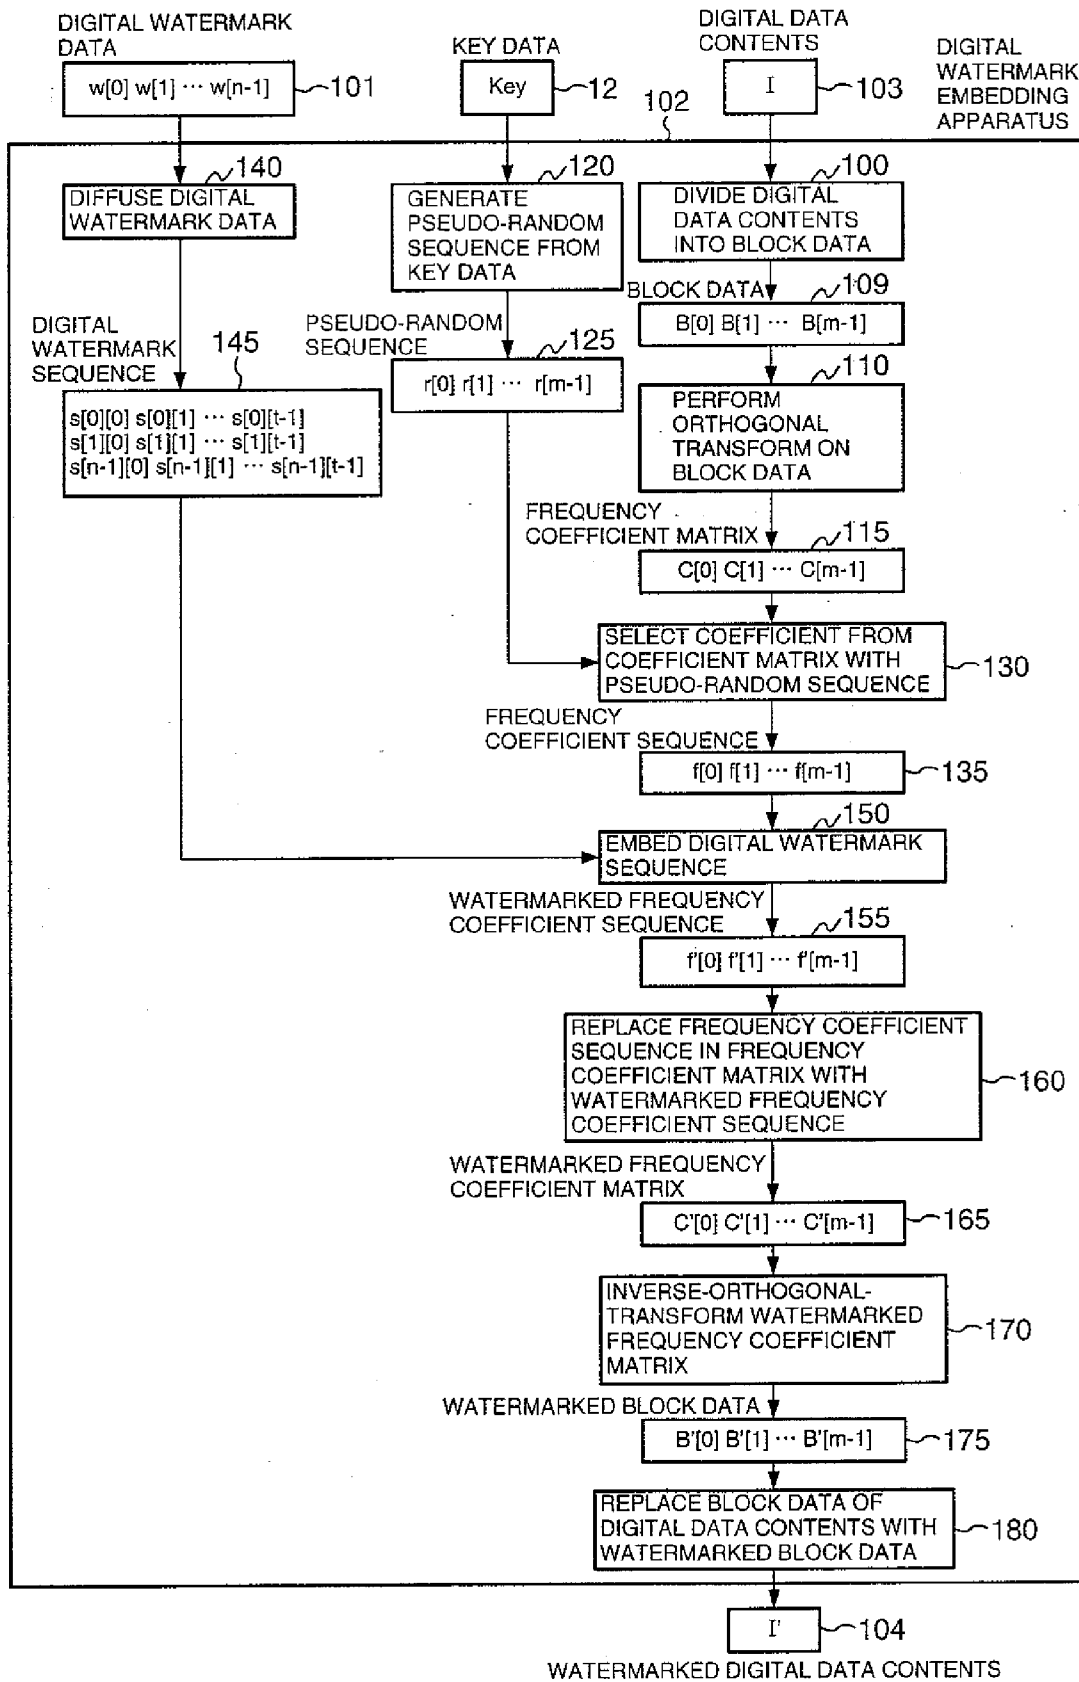 DIGITAL WATERMARK
DATA
w[0] w[1] ··· w[n-1]
101
KEY DATA
Key
12
DIGITAL DATA
CONTENTS
I
103
DIGITAL
WATERMARK
EMBEDDING
APPARATUS
102
140
DIFFUSE DIGITAL
WATERMARK DATA
120
GENERATE
PSEUDO-RANDOM
SEQUENCE FROM
KEY DATA
100
DIVIDE DIGITAL
DATA CONTENTS
INTO BLOCK DATA
BLOCK DATA
109
B[0] B[1] ··· B[m-1]
DIGITAL
WATERMARK
SEQUENCE
145
s[0][0] s[0][1] ··· s[0][t-1]
s[1][0] s[1][1] ··· s[1][t-1]
s[n-1][0] s[n-1][1] ··· s[n-1][t-1]
PSEUDO-RANDOM
SEQUENCE
125
r[0] r[1] ··· r[m-1]
110
PERFORM
ORTHOGONAL
TRANSFORM ON
BLOCK DATA
FREQUENCY
COEFFICIENT MATRIX
115
C[0] C[1] ··· C[m-1]
SELECT COEFFICIENT FROM
COEFFICIENT MATRIX WITH
PSEUDO-RANDOM SEQUENCE
130
FREQUENCY
COEFFICIENT SEQUENCE
f[0] f[1] ··· f[m-1]
135
150
EMBED DIGITAL WATERMARK
SEQUENCE
WATERMARKED FREQUENCY
COEFFICIENT SEQUENCE
155
f'[0] f'[1] ··· f'[m-1]
REPLACE FREQUENCY COEFFICIENT
SEQUENCE IN FREQUENCY
COEFFICIENT MATRIX WITH
WATERMARKED FREQUENCY
COEFFICIENT SEQUENCE
160
WATERMARKED FREQUENCY
COEFFICIENT MATRIX
C'[0] C'[1] ··· C'[m-1]
165
INVERSE-ORTHOGONAL-
TRANSFORM WATERMARKED
FREQUENCY COEFFICIENT
MATRIX
170
WATERMARKED BLOCK DATA
B'[0] B'[1] ··· B'[m-1]
175
REPLACE BLOCK DATA OF
DIGITAL DATA CONTENTS WITH
WATERMARKED BLOCK DATA
180
I'
104
WATERMARKED DIGITAL DATA CONTENTS